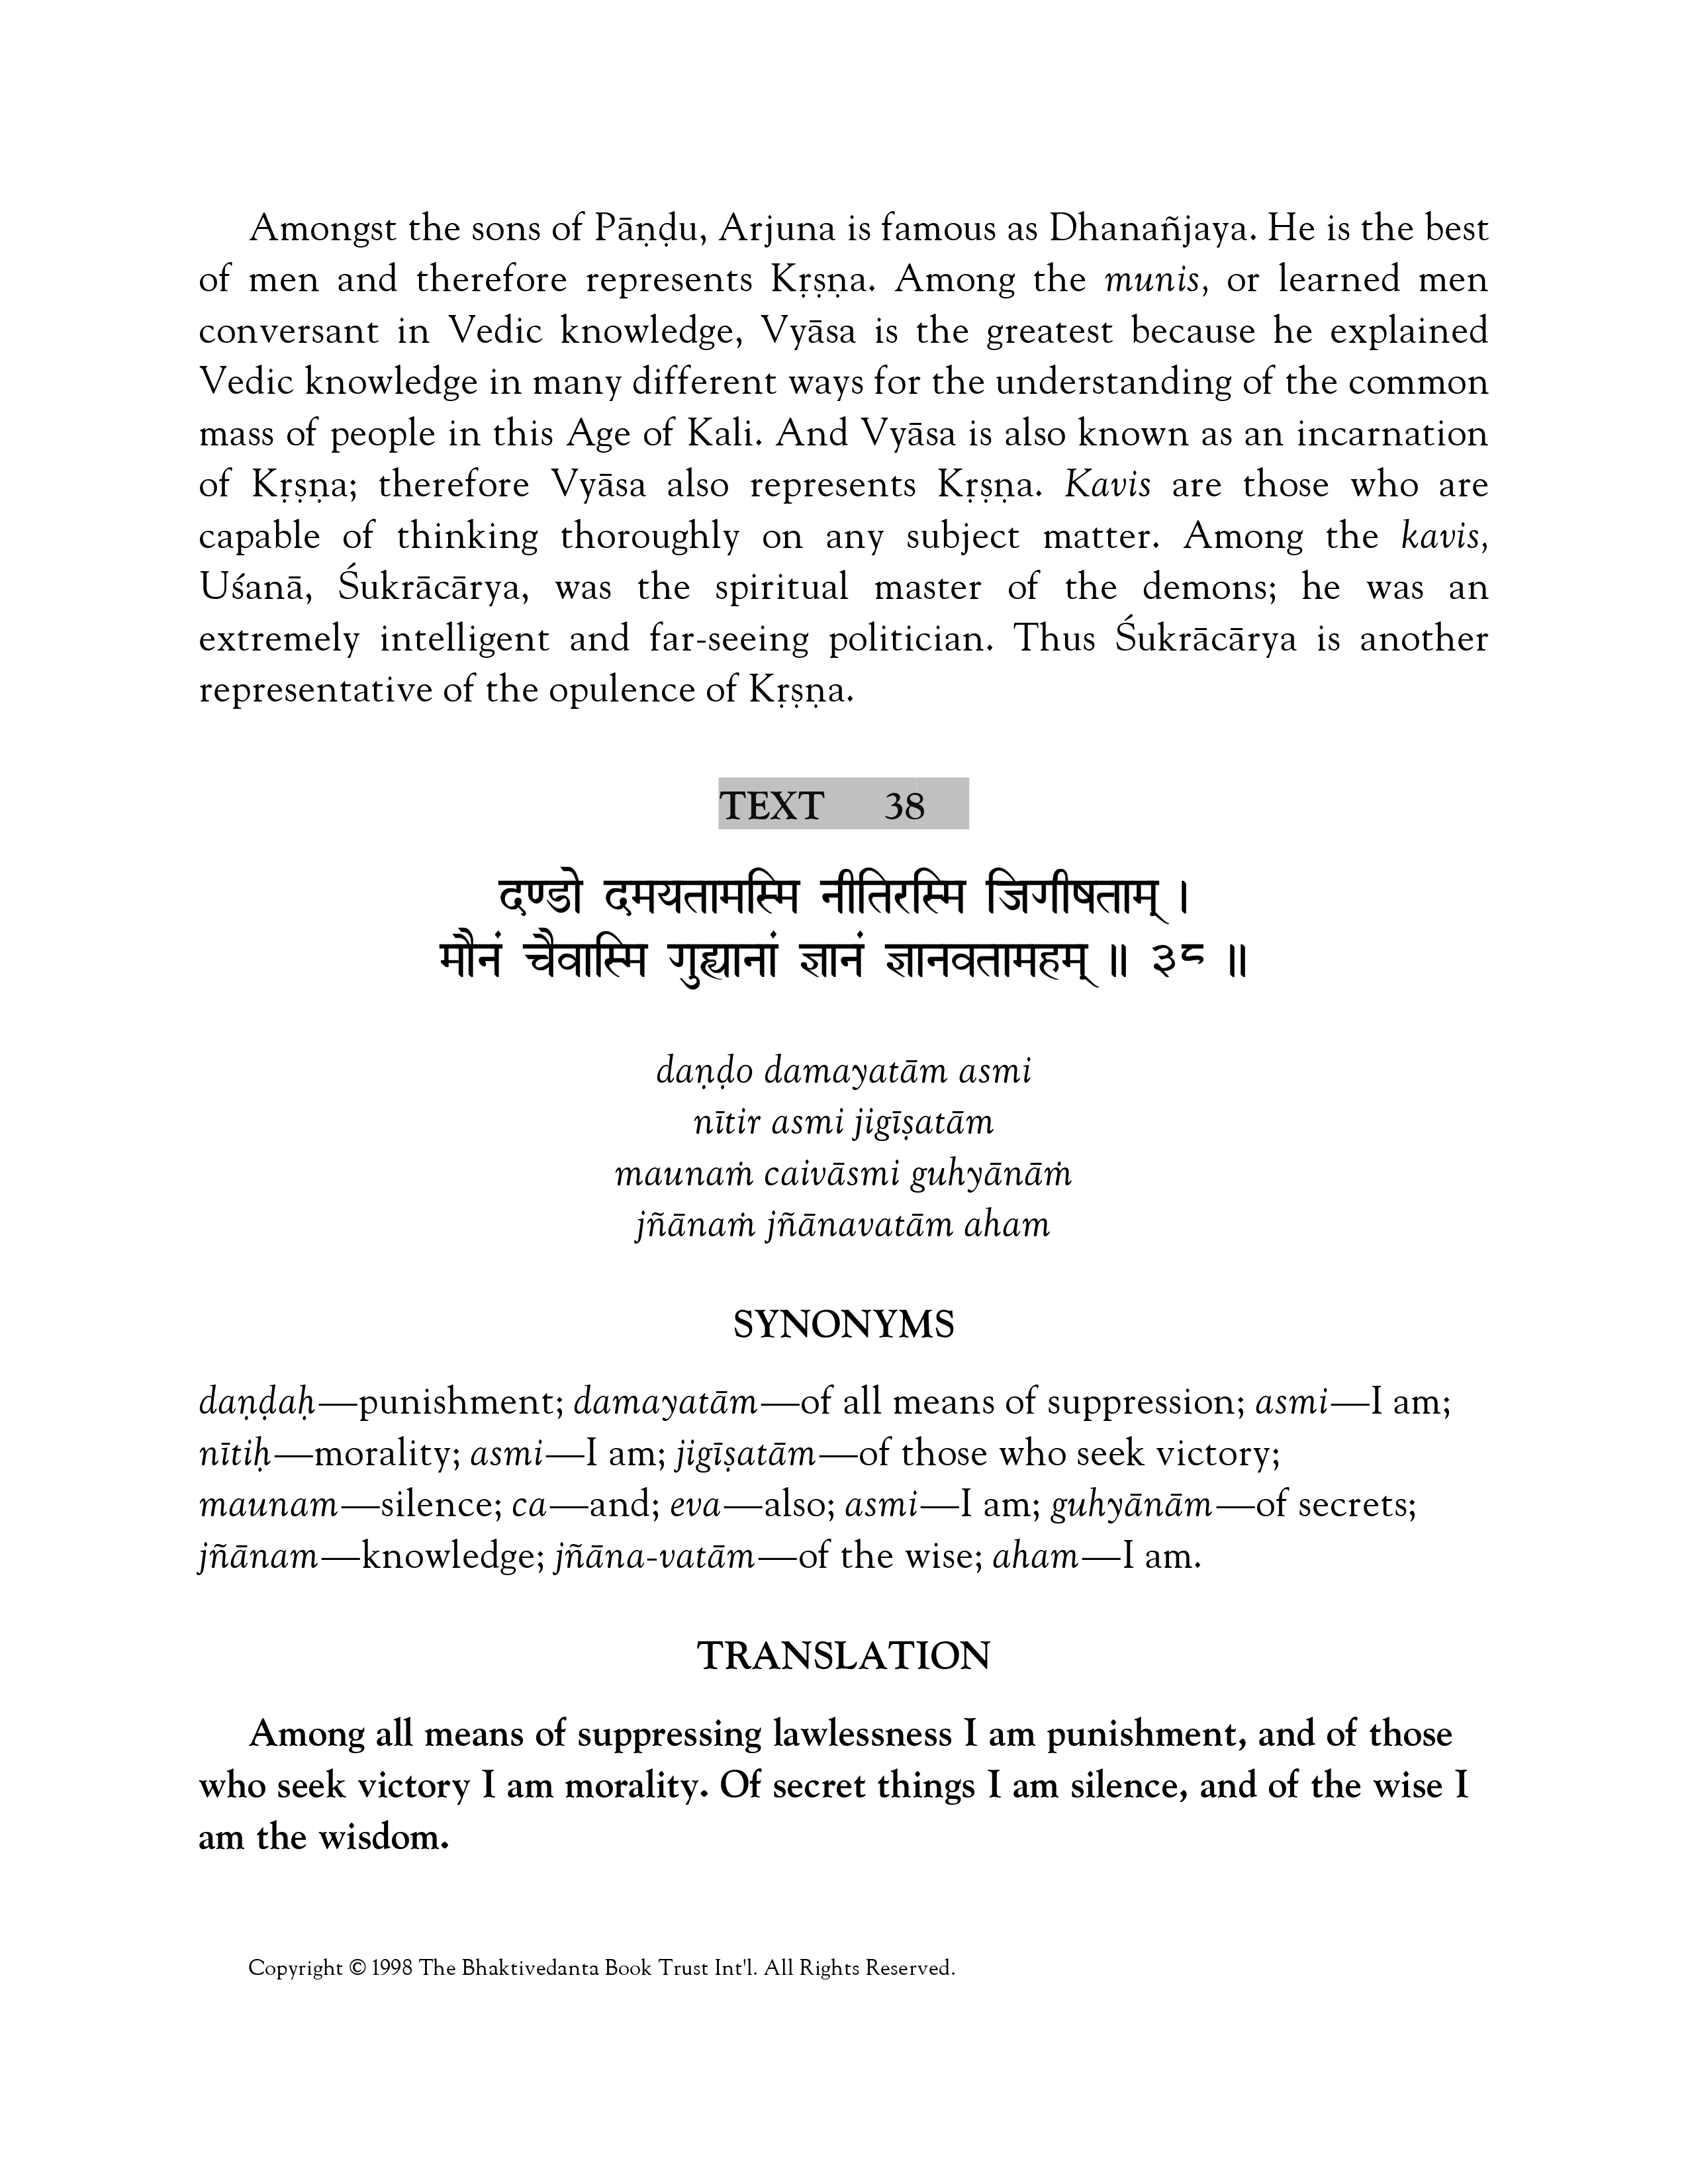 Amongst the sons of Pāṇḍu, Arjuna is famous as Dhanañjaya. He is the best
of men and therefore represents Kṛṣṇa. Among the munis, or learned men
conversant in Vedic knowledge, Vyāsa is the greatest because he explained
Vedic knowledge in many different ways for the understanding of the common
mass of people in this Age of Kali. And Vyāsa is also known as an incarnation
of Kṛṣṇa; therefore Vyāsa also represents Kṛṣṇa. Kavis are those who are
capable of thinking thoroughly on any subject matter. Among the kavis,
Uśanā, Śukrācārya, was the spiritual master of the demons; he was an
extremely intelligent and far-seeing politician. Thus Śukrācārya is another
representative of the opulence of Kṛṣṇa.
TEXT 38
दण्डो दमयतामस्मि नीतिरस्मि जिगीषताम् ।
मौनं चैवास्मि गुह्यानां ज्ञानं ज्ञानवतामहम् ॥ ३८ ॥
daṇḍo damayatām asmi
nītir asmi jigīṣatām
maunaṁ caivāsmi guhyānāṁ
jñānaṁ jñānavatām aham
SYNONYMS
daṇḍaḥ—punishment; damayatām—of all means of suppression; asmi—I am;
nītiḥ—morality; asmi—I am; jigīṣatām—of those who seek victory;
maunam—silence; ca—and; eva—also; asmi—I am; guhyānām—of secrets;
jñānam—knowledge; jñāna-vatām—of the wise; aham—I am.
TRANSLATION
Among all means of suppressing lawlessness I am punishment, and of those
who seek victory I am morality. Of secret things I am silence, and of the wise I
am the wisdom.
Copyright © 1998 The Bhaktivedanta Book Trust Int'l. All Rights Reserved.